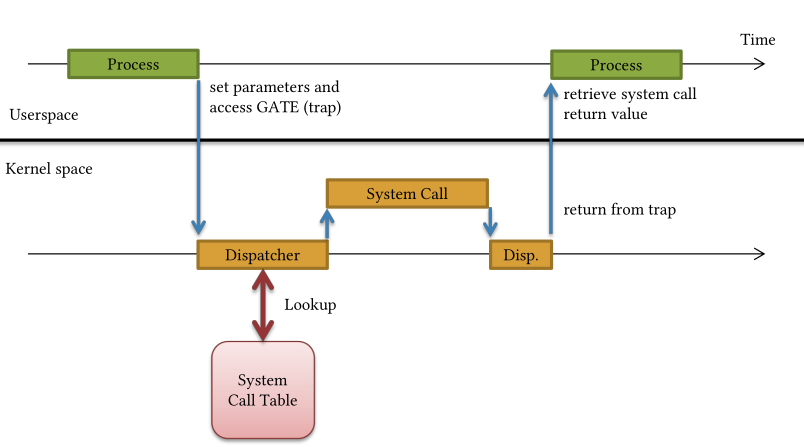 Time
Process
Process
set parameters and
access GATE (trap)
retrieve system call
return value
Userspace
Kernel space
System Call
return from trap
Dispatcher
Disp.
Lookup
System
Call Table